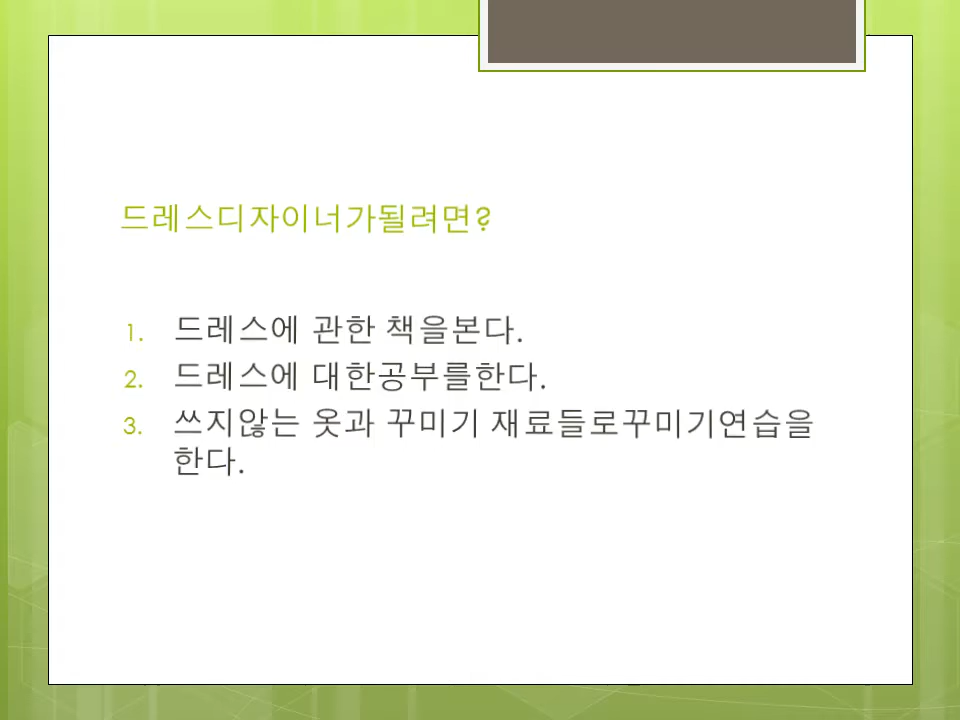 드레스디자이너가될려면?
1. 드레스에 관한 책을본다.
2. 드레스에 대한공부를한다.
3. 쓰지않는 옷과 꾸미기 재료들로꾸미기연습을
한다.